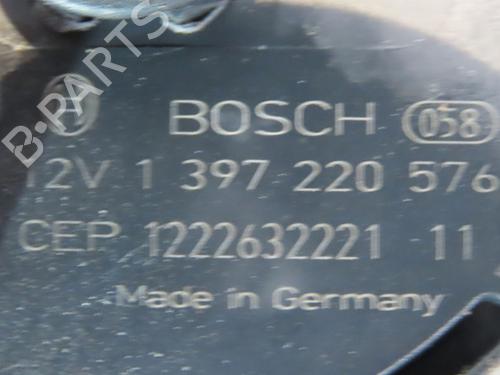 B-PARTS
BOSCH 058
12V 1 397 220 576
CEP 1222632221 11
Made in Germany